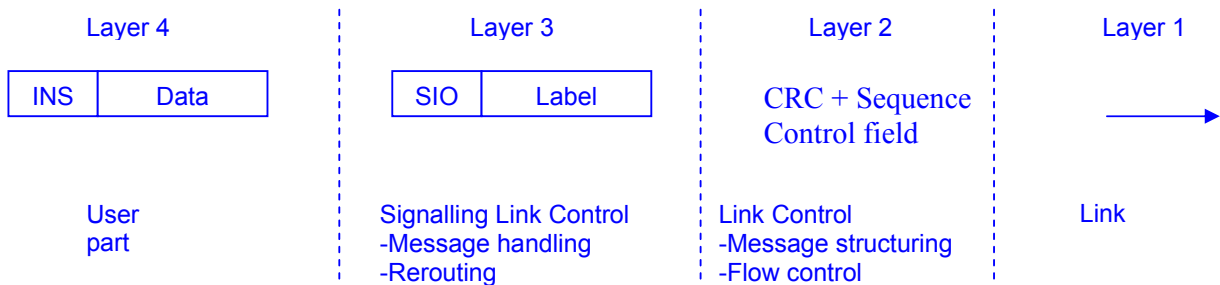 Layer 4
Layer 3
Layer 2
Layer 1
INS Data
SIO Label
CRC + Sequence
Control field
User
part
Signalling Link Control
-Message handling
-Rerouting
Link Control
-Message structuring
-Flow control
Link